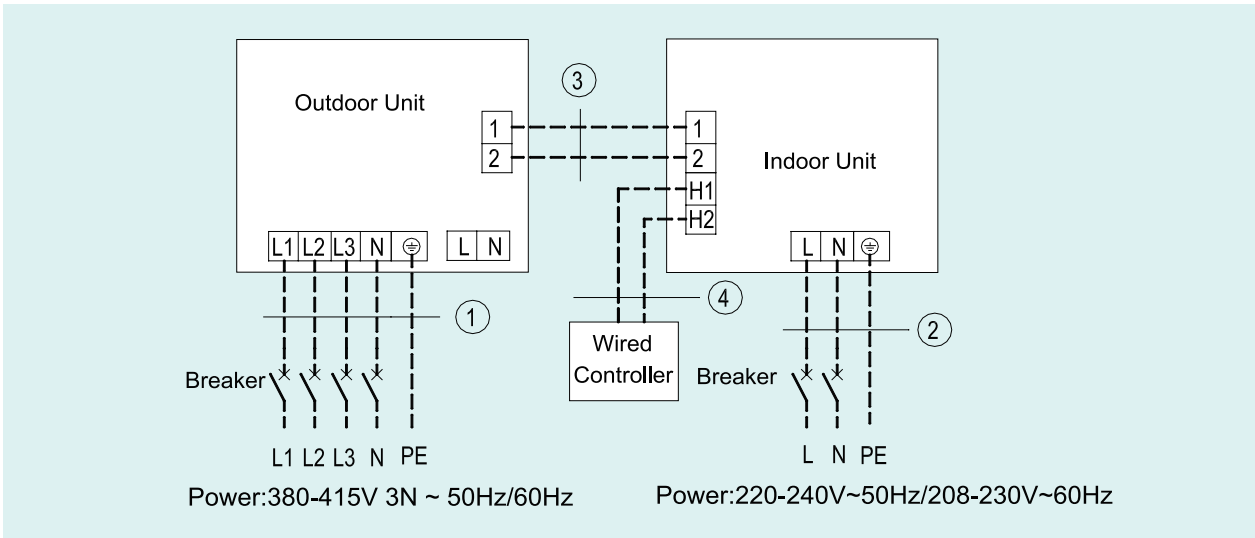 Outdoor Unit
1
2
L1 L2 L3 N
L N
3
1
2
H1
H2
Indoor Unit
L N
1
4
2
Wired
Controller
Breaker
Breaker
L1 L2 L3 N PE
L N PE
Power:380-415V 3N ~ 50Hz/60Hz
Power:220-240V~50Hz/208-230V~60Hz